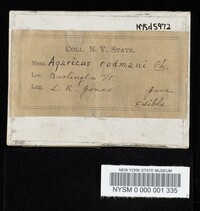 NYSd5972
COLL. N. Y. STATE.
NAME. Agaricus rodmani Pk.
LOC. Burlington Vt.
LEG. L. R. Jones June
Edible
NEW YORK STATE MUSEUM
NYSM 0 000 001 335